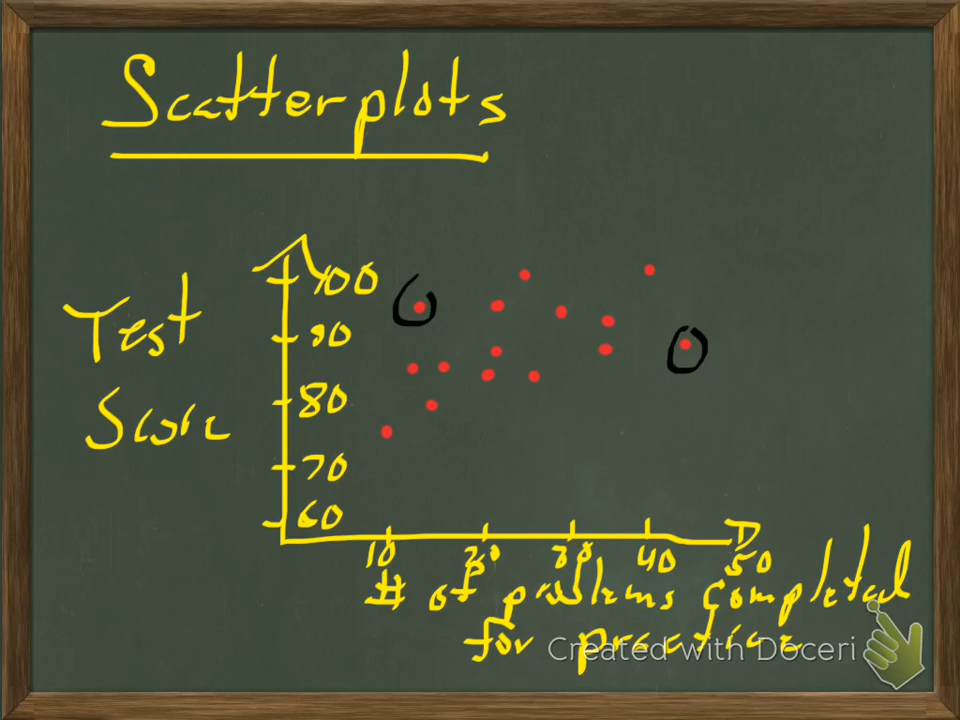 Scatterplots
Test
Score
100
90
80
70
60
10 20 30 40 50
# of problems completed
for practice
Created with Doceri